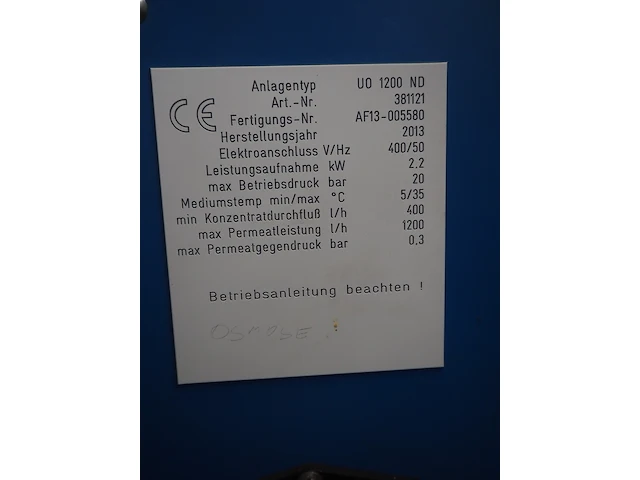 CE
Anlagentyp UO 1200 ND
Art.-Nr. 381121
Fertigungs-Nr. AF13-005580
Herstellungsjahr 2013
Elektroanschluss V/Hz 400/50
Leistungsaufnahme kW 2.2
max Betriebsdruck bar 20
Mediumstemp min/max °C 5/35
min Konzentratdurchfluß l/h 400
max Permeatleistung l/h 1200
max Permeatgegendruck bar 0.3
Betriebsanleitung beachten !
OSMOSE